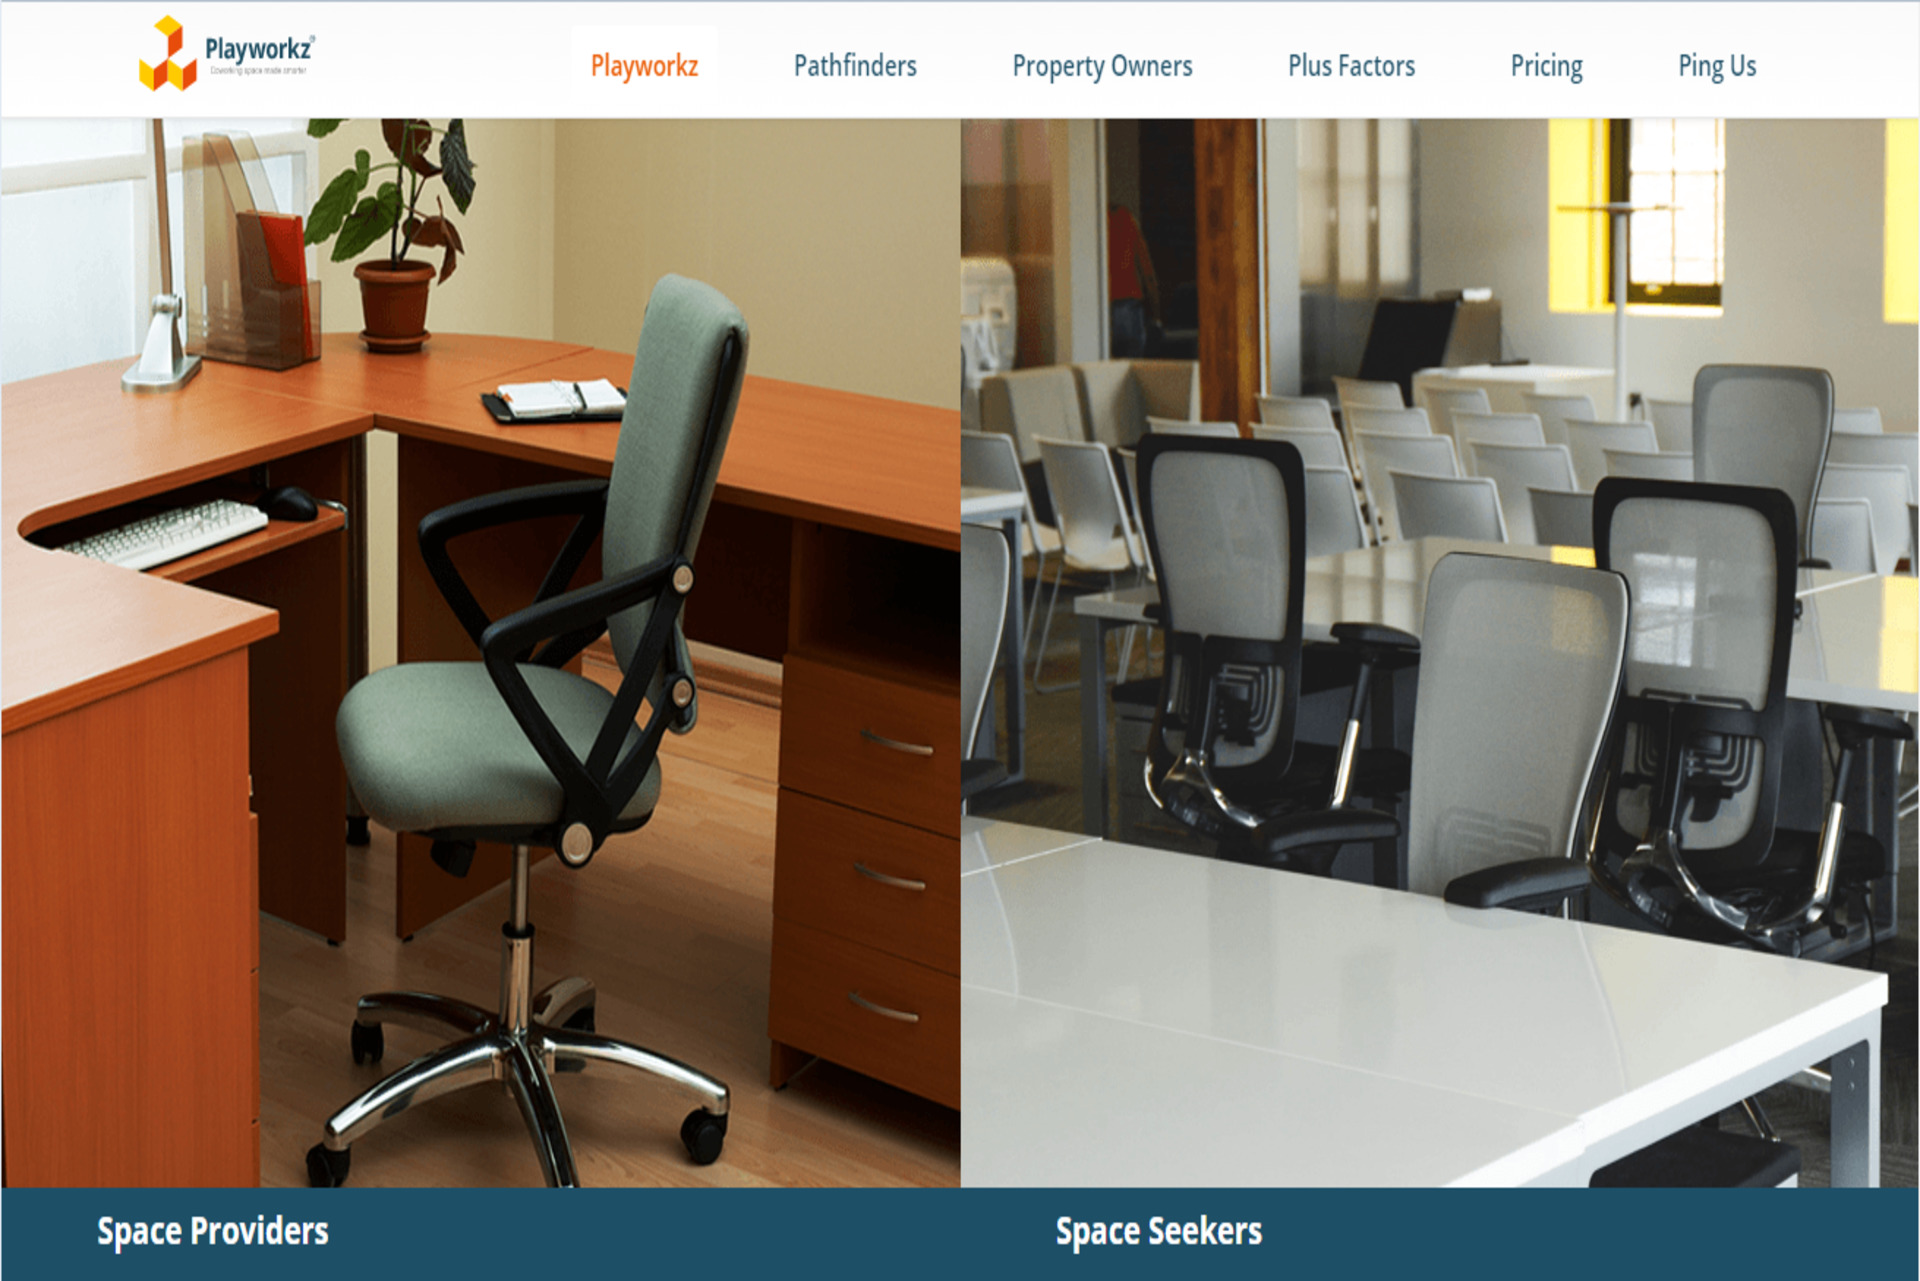 Playworkz®
Coworking space made smarter
Playworkz Pathfinders Property Owners Plus Factors Pricing Ping Us
Space Providers Space Seekers